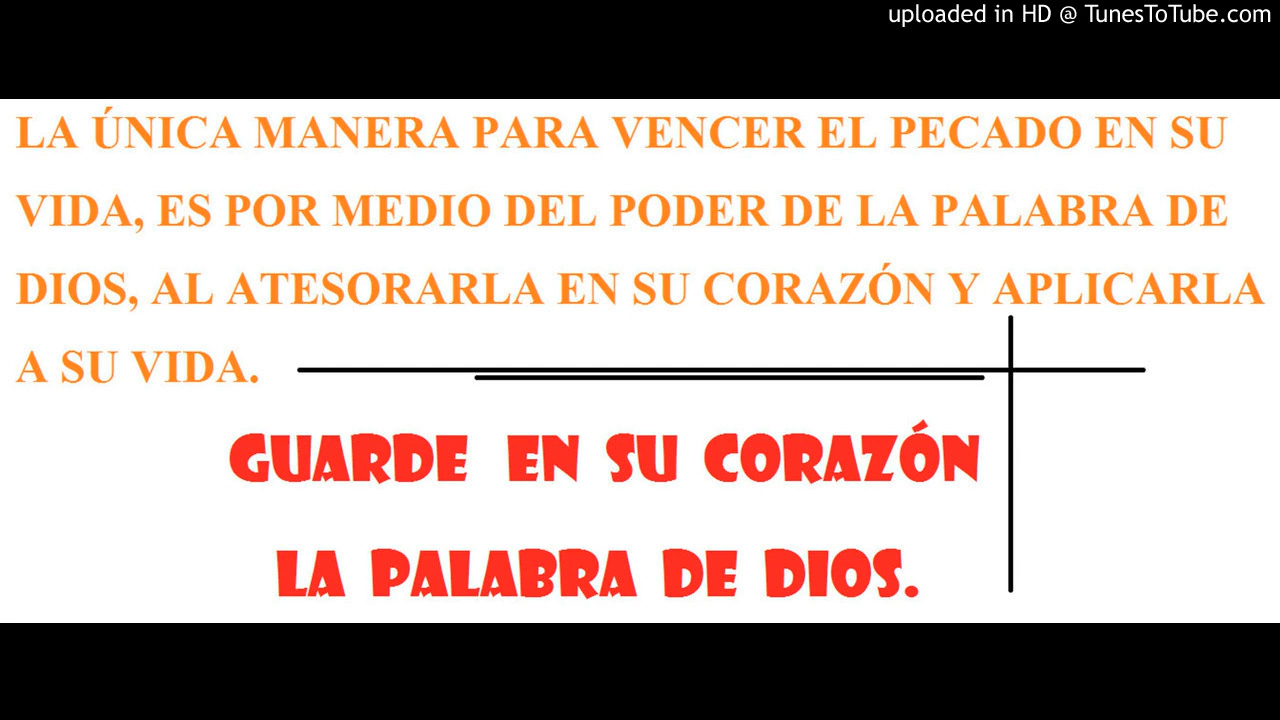 uploaded in HD @ TunesToTube.com
LA ÚNICA MANERA PARA VENCER EL PECADO EN SU
VIDA, ES POR MEDIO DEL PODER DE LA PALABRA DE
DIOS, AL ATESORARLA EN SU CORAZÓN Y APLICARLA
A SU VIDA.
GUARDE EN SU CORAZÓN
LA PALABRA DE DIOS.